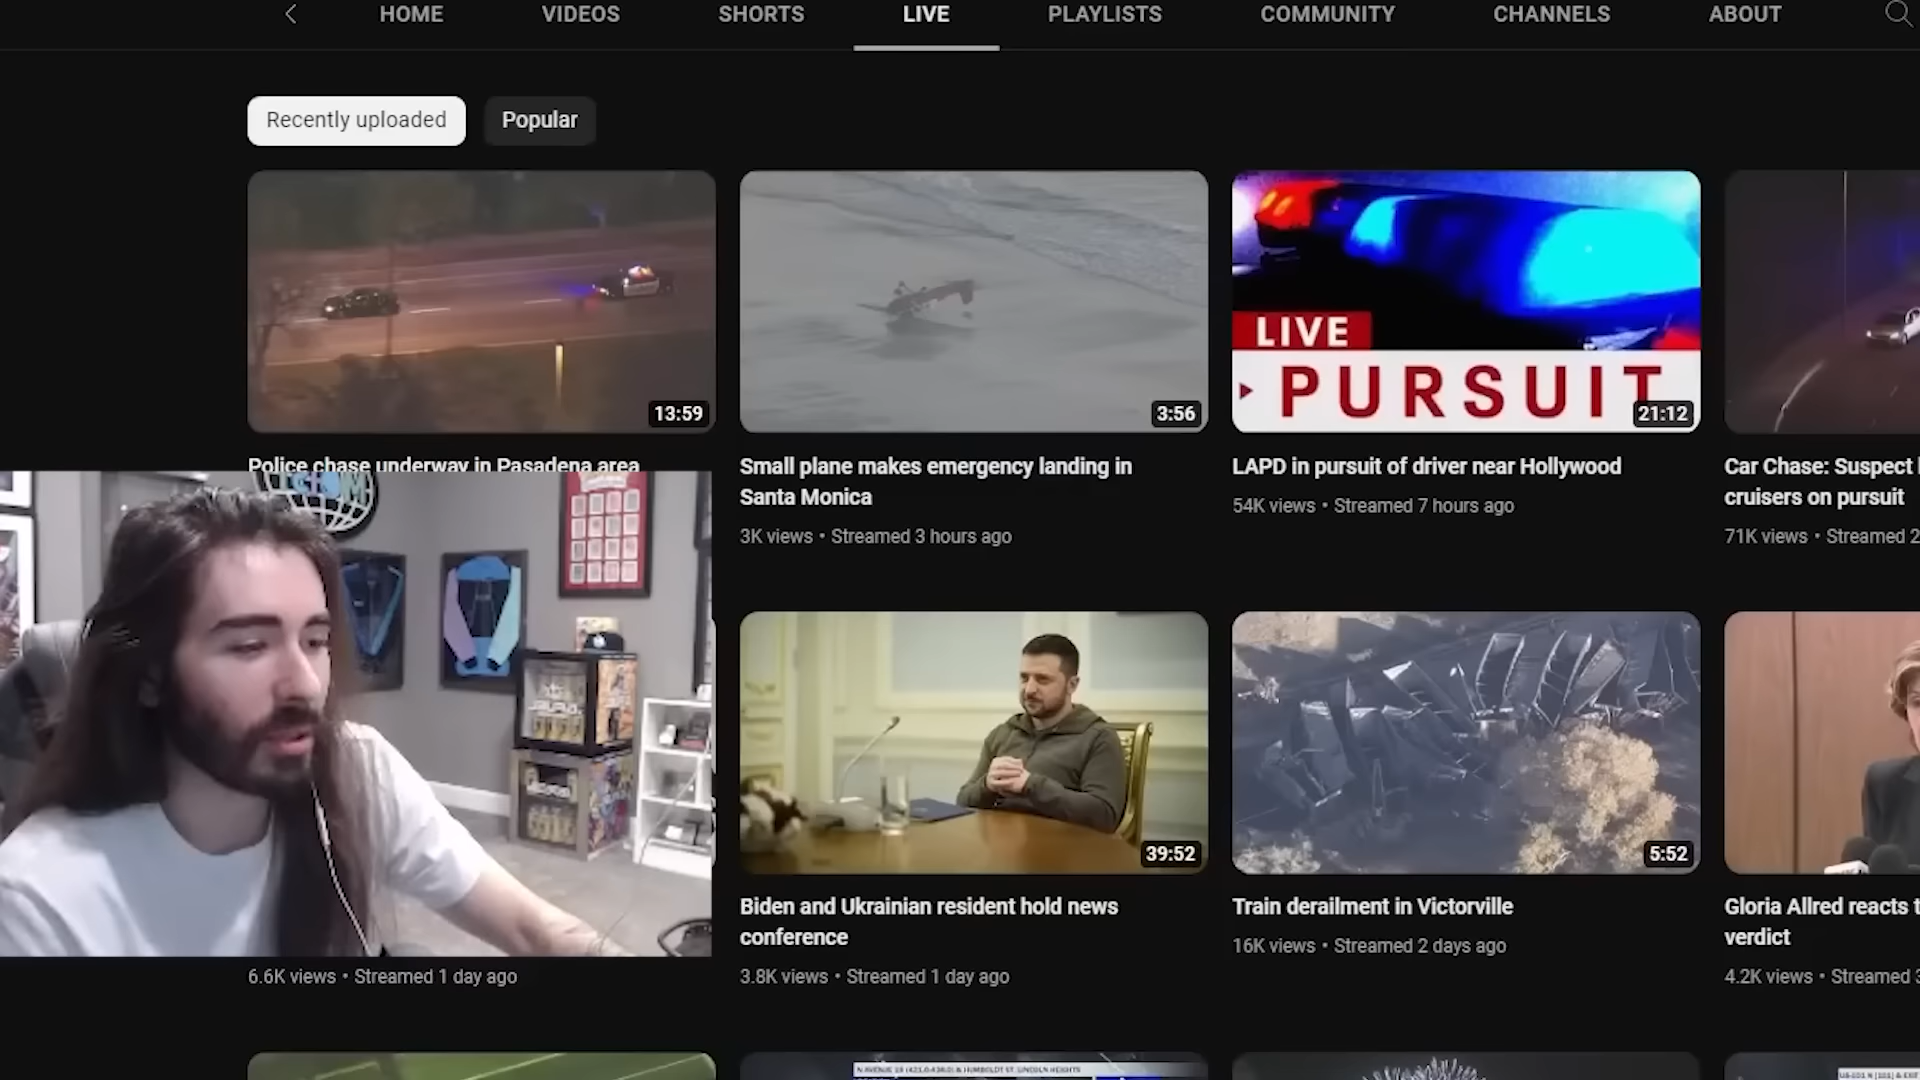 HOME VIDEOS SHORTS LIVE PLAYLISTS COMMUNITY CHANNELS ABOUT
Recently uploaded Popular
13:59
3:56
LIVE
PURSUIT
21:12
Police chase underway in Pasadena area
Small plane makes emergency landing in
Santa Monica
3K views • Streamed 3 hours ago
LAPD in pursuit of driver near Hollywood
54K views • Streamed 7 hours ago
Car Chase: Suspect
cruisers on pursuit
71K views • Streamed 2
39:52
5:52
6.6K views • Streamed 1 day ago
Biden and Ukrainian resident hold news
conference
3.8K views • Streamed 1 day ago
Train derailment in Victorville
16K views • Streamed 2 days ago
Gloria Allred reacts
verdict
4.2K views • Streamed